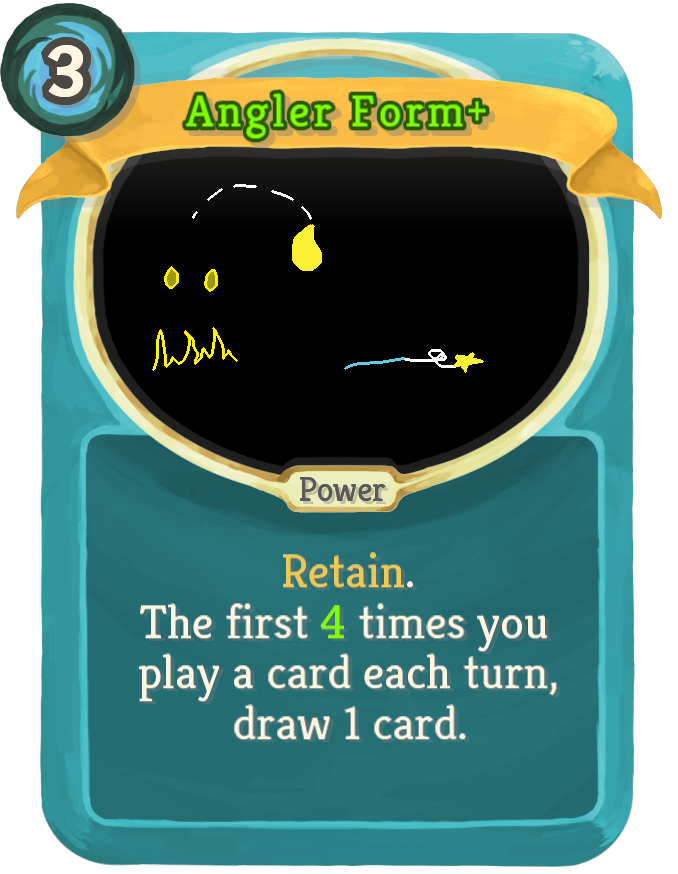 3
Angler Form+
Power
Retain.
The first 4 times you
play a card each turn,
draw 1 card.